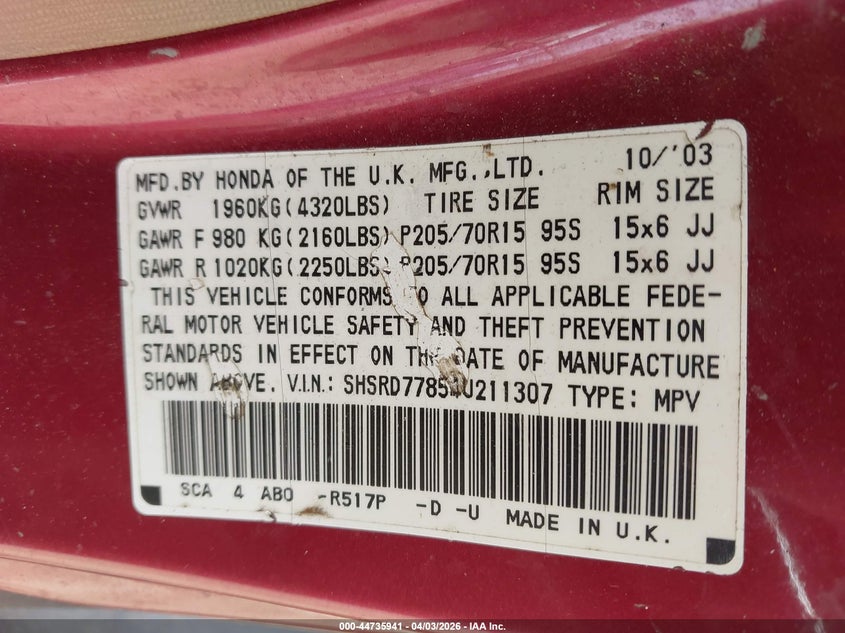 MFD.BY HONDA OF THE U.K. MFG.,LTD. 10/'03
GVWR 1960KG(4320LBS) TIRE SIZE RIM SIZE
GAWR F 980 KG(2160LBS) P205/70R15 95S 15x6 JJ
GAWR R 1020KG(2250LBS) P205/70R15 95S 15x6 JJ
THIS VEHICLE CONFORMS TO ALL APPLICABLE FEDE-
RAL MOTOR VEHICLE SAFETY AND THEFT PREVENTION
STANDARDS IN EFFECT ON THE DATE OF MANUFACTURE
SHOWN ABOVE. V.I.N.: SHSRD77854U211307 TYPE: MPV
SCA 4 ABO -R517P -D -U MADE IN U.K.
000-44735941 - 04/03/2026 - IAA Inc.